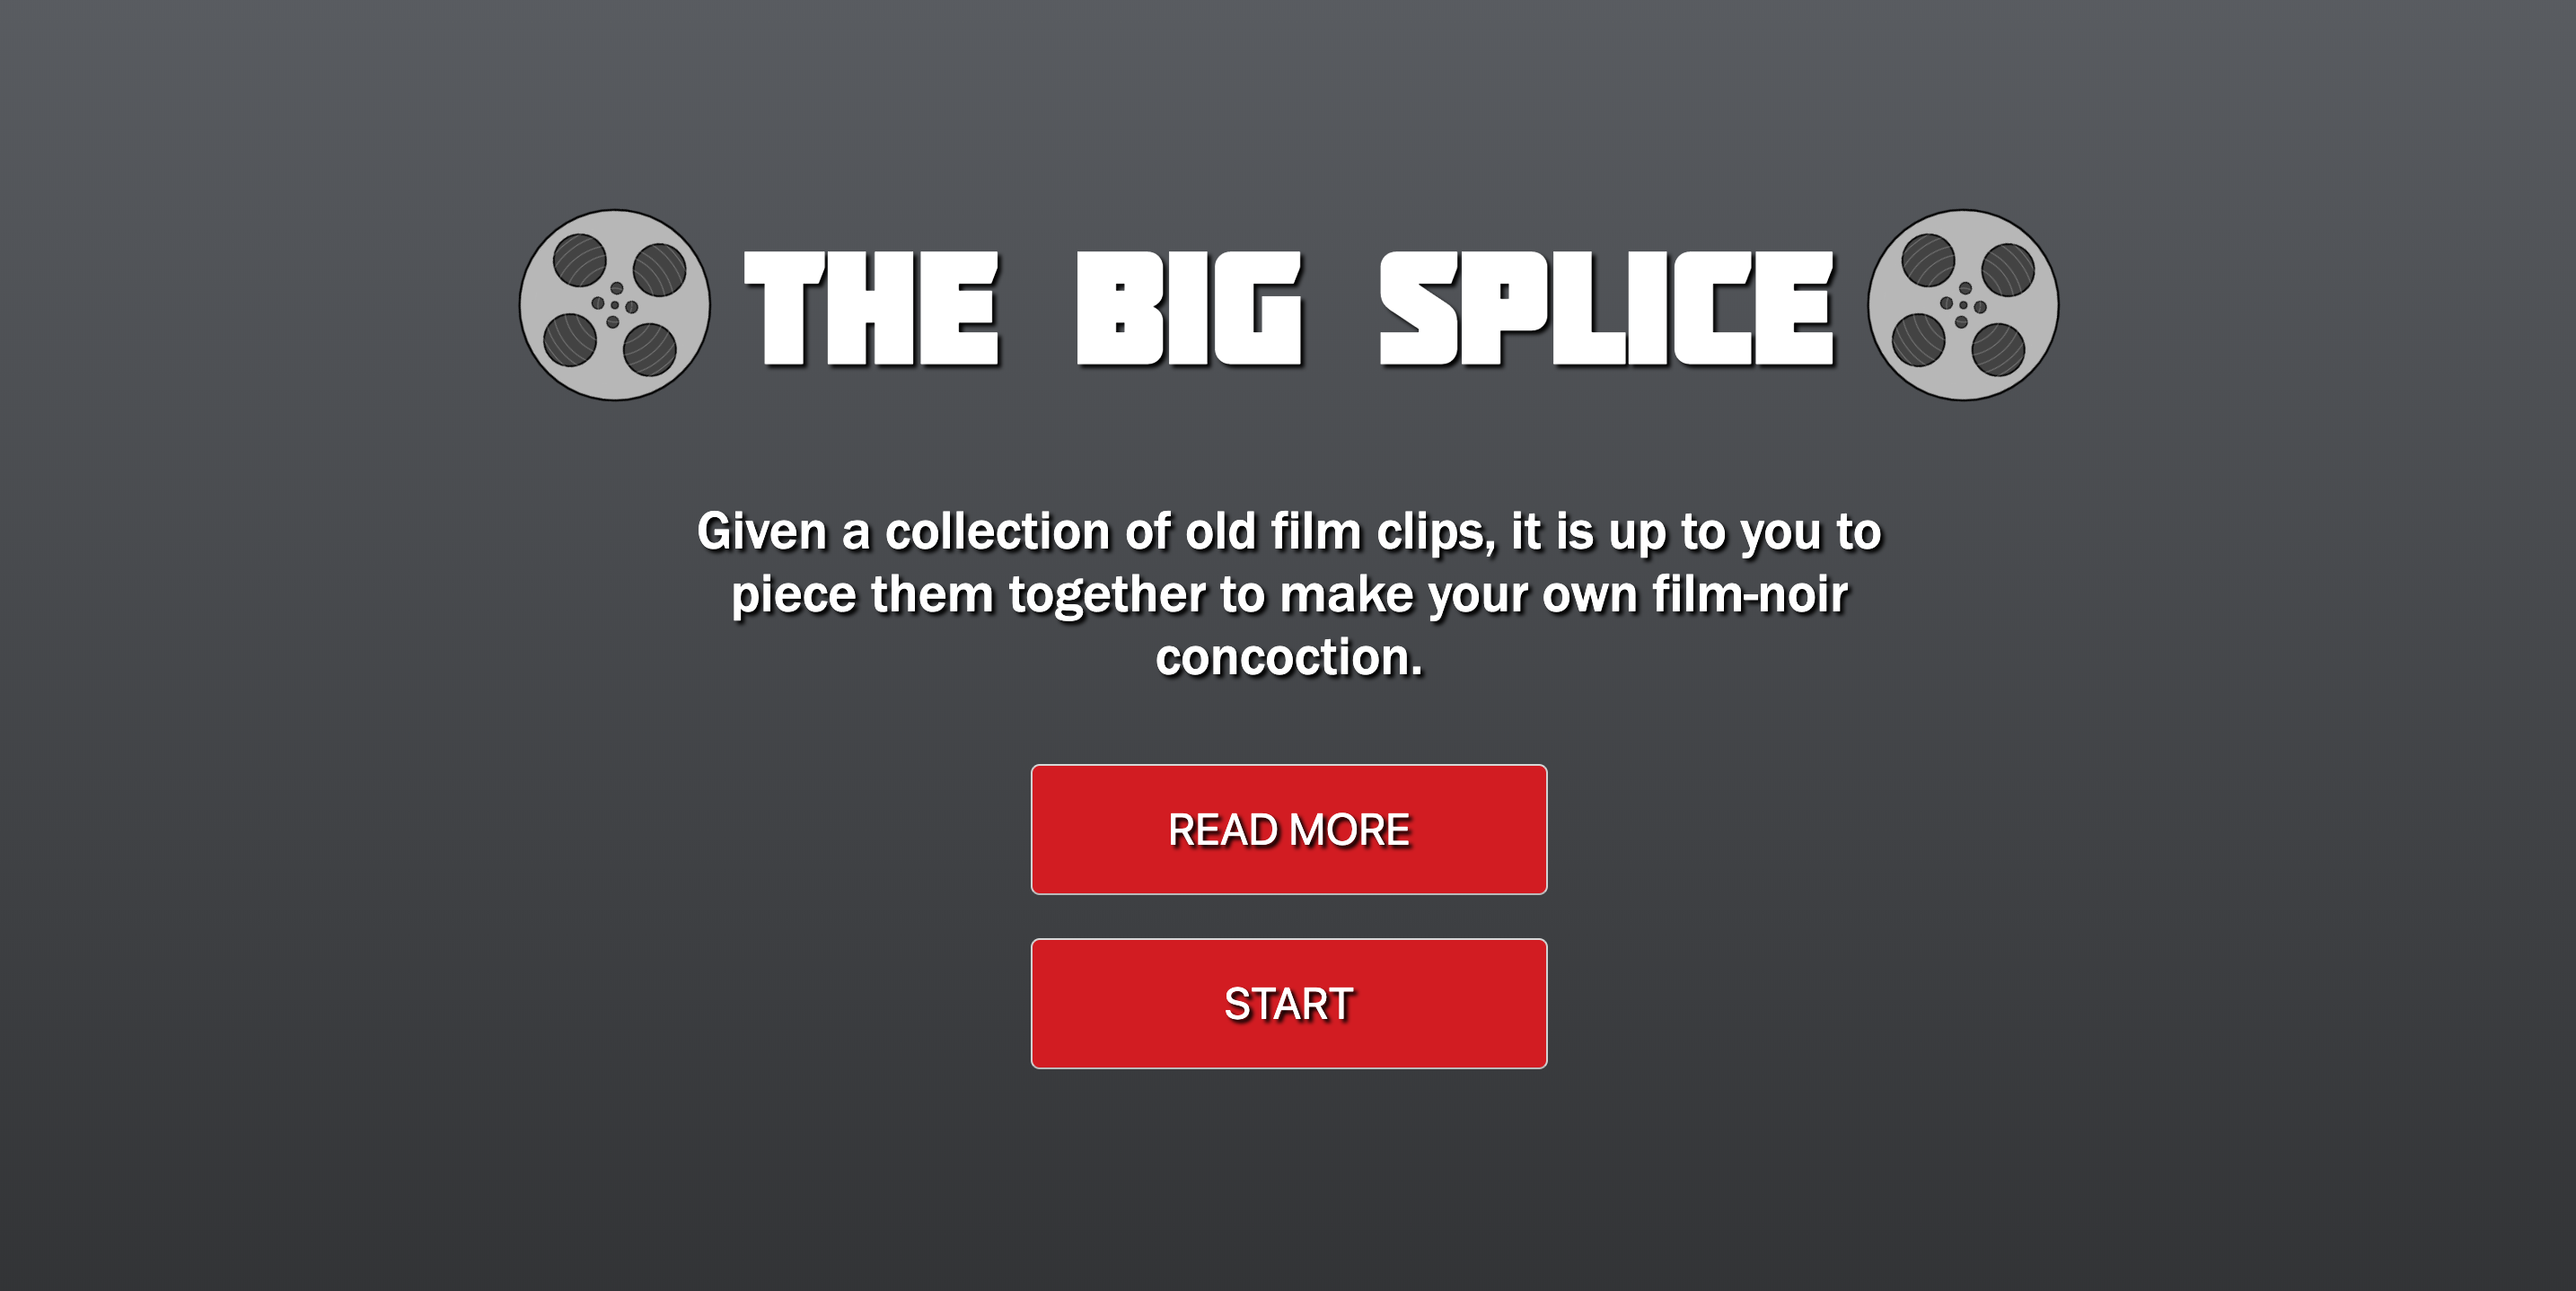 THE BIG SPLICE
Given a collection of old film clips, it is up to you to
piece them together to make your own film-noir
concoction.
READ MORE
START